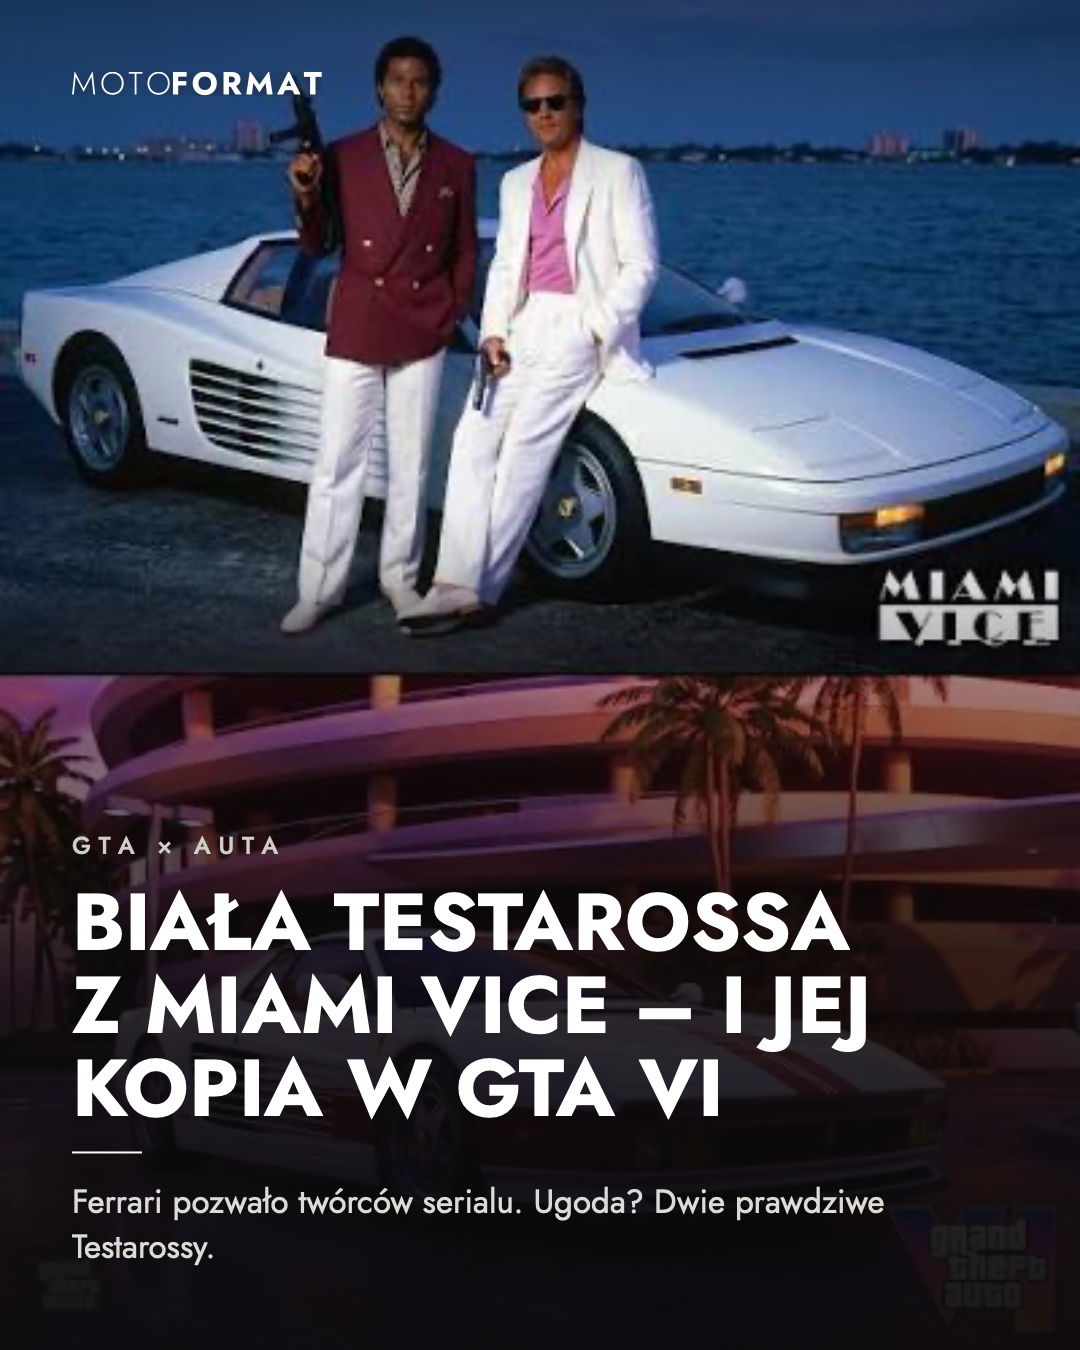 MOTOFORMAT
MIAMI
VICE
GTA × AUTA
BIAŁA TESTAROSSA
Z MIAMI VICE – I JEJ
KOPIA W GTA VI
Ferrari pozwało twórców serialu. Ugoda? Dwie prawdziwe
Testarossy.
grand
theft
auto